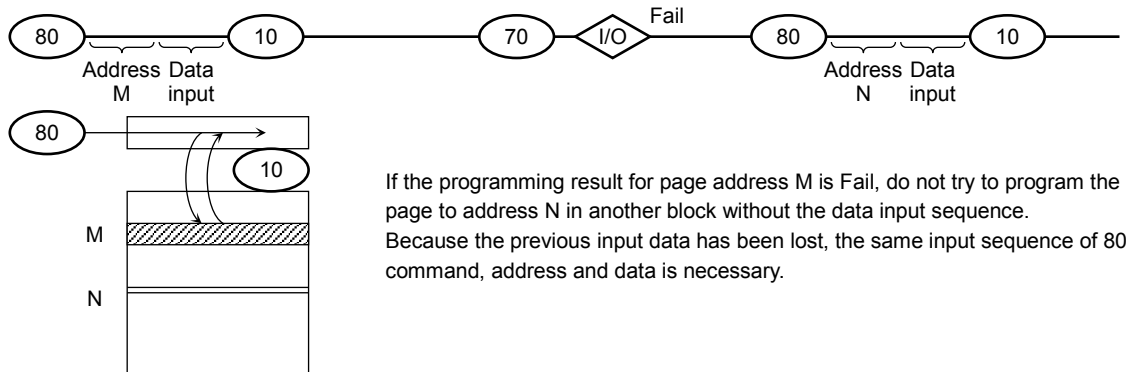 Fail
80 10 70 I/O 80 10
Address Data Address Data
M input N input
80
10
If the programming result for page address M is Fail, do not try to program the
page to address N in another block without the data input sequence.
Because the previous input data has been lost, the same input sequence of 80
command, address and data is necessary.
M
N